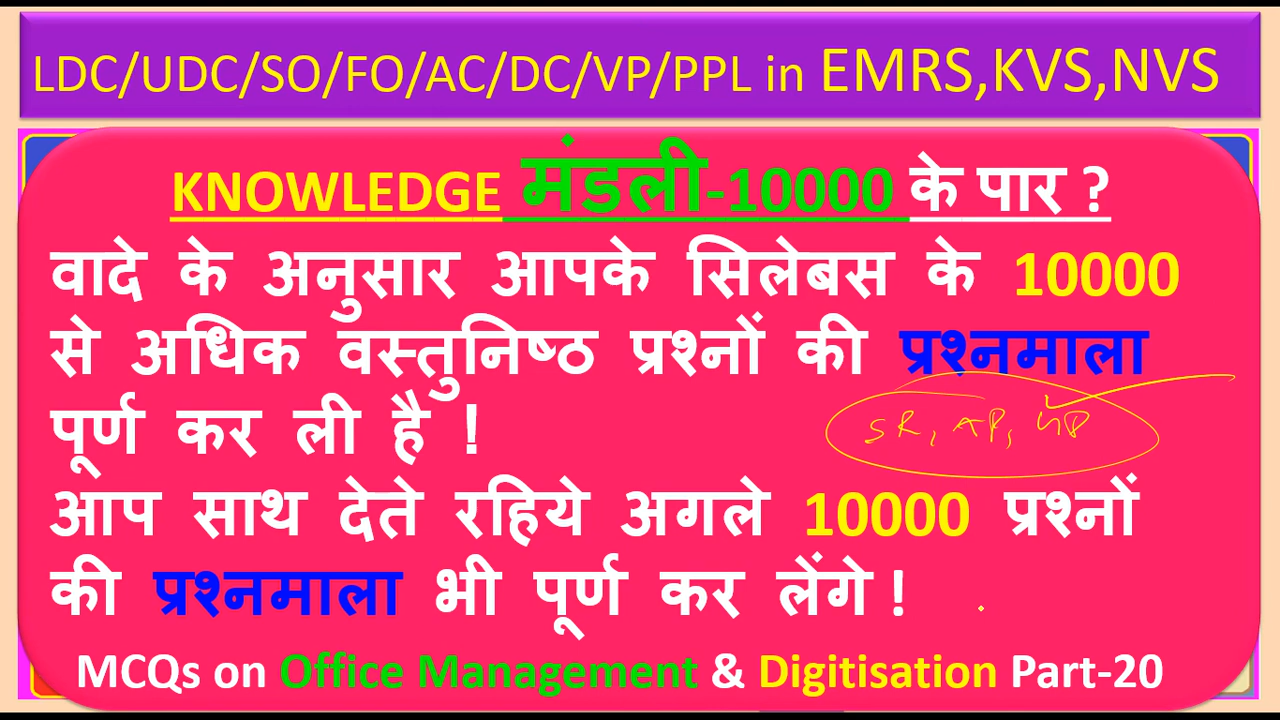 LDC/UDC/SO/FO/AC/DC/VP/PPL in EMRS,KVS,NVS
KNOWLEDGE मंडली-10000 के पार ?
वादे के अनुसार आपके सिलेबस के 10000
से अधिक वस्तुनिष्ठ प्रश्नों की प्रश्नमाला
पूर्ण कर ली है !
SR, AP,
आप साथ देते रहिये अगले 10000 प्रश्नों
की प्रश्नमाला भी पूर्ण कर लेंगे !
MCQs on Office Management & Digitisation Part-20